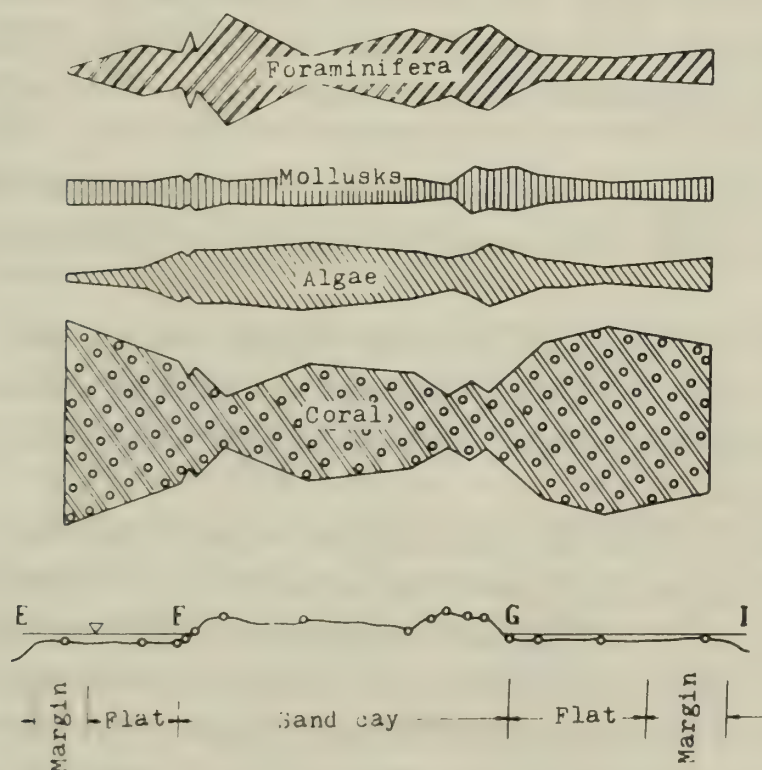 Foraminifera
Mollusks
Algae
Coral
E F G I
Margin Flat Sand cay Flat Margin